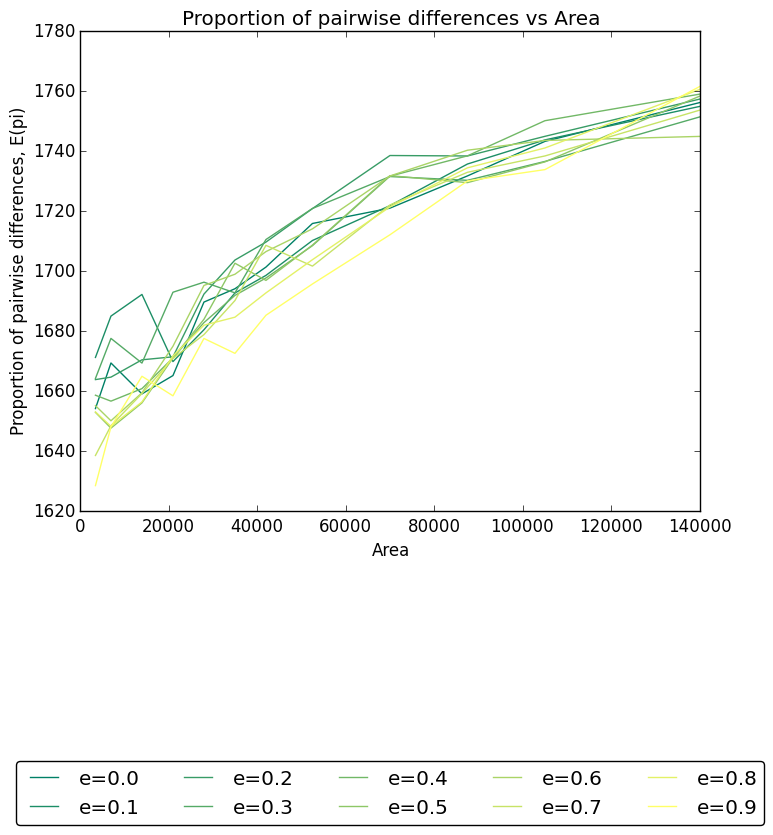 Proportion of pairwise differences vs Area
1780
1760
1740
1720
1700
1680
1660
1640
1620
Proportion of pairwise differences, E(pi)
0 20000 40000 60000 80000 100000 120000 140000
Area
e=0.0 e=0.2 e=0.4 e=0.6 e=0.8
e=0.1 e=0.3 e=0.5 e=0.7 e=0.9